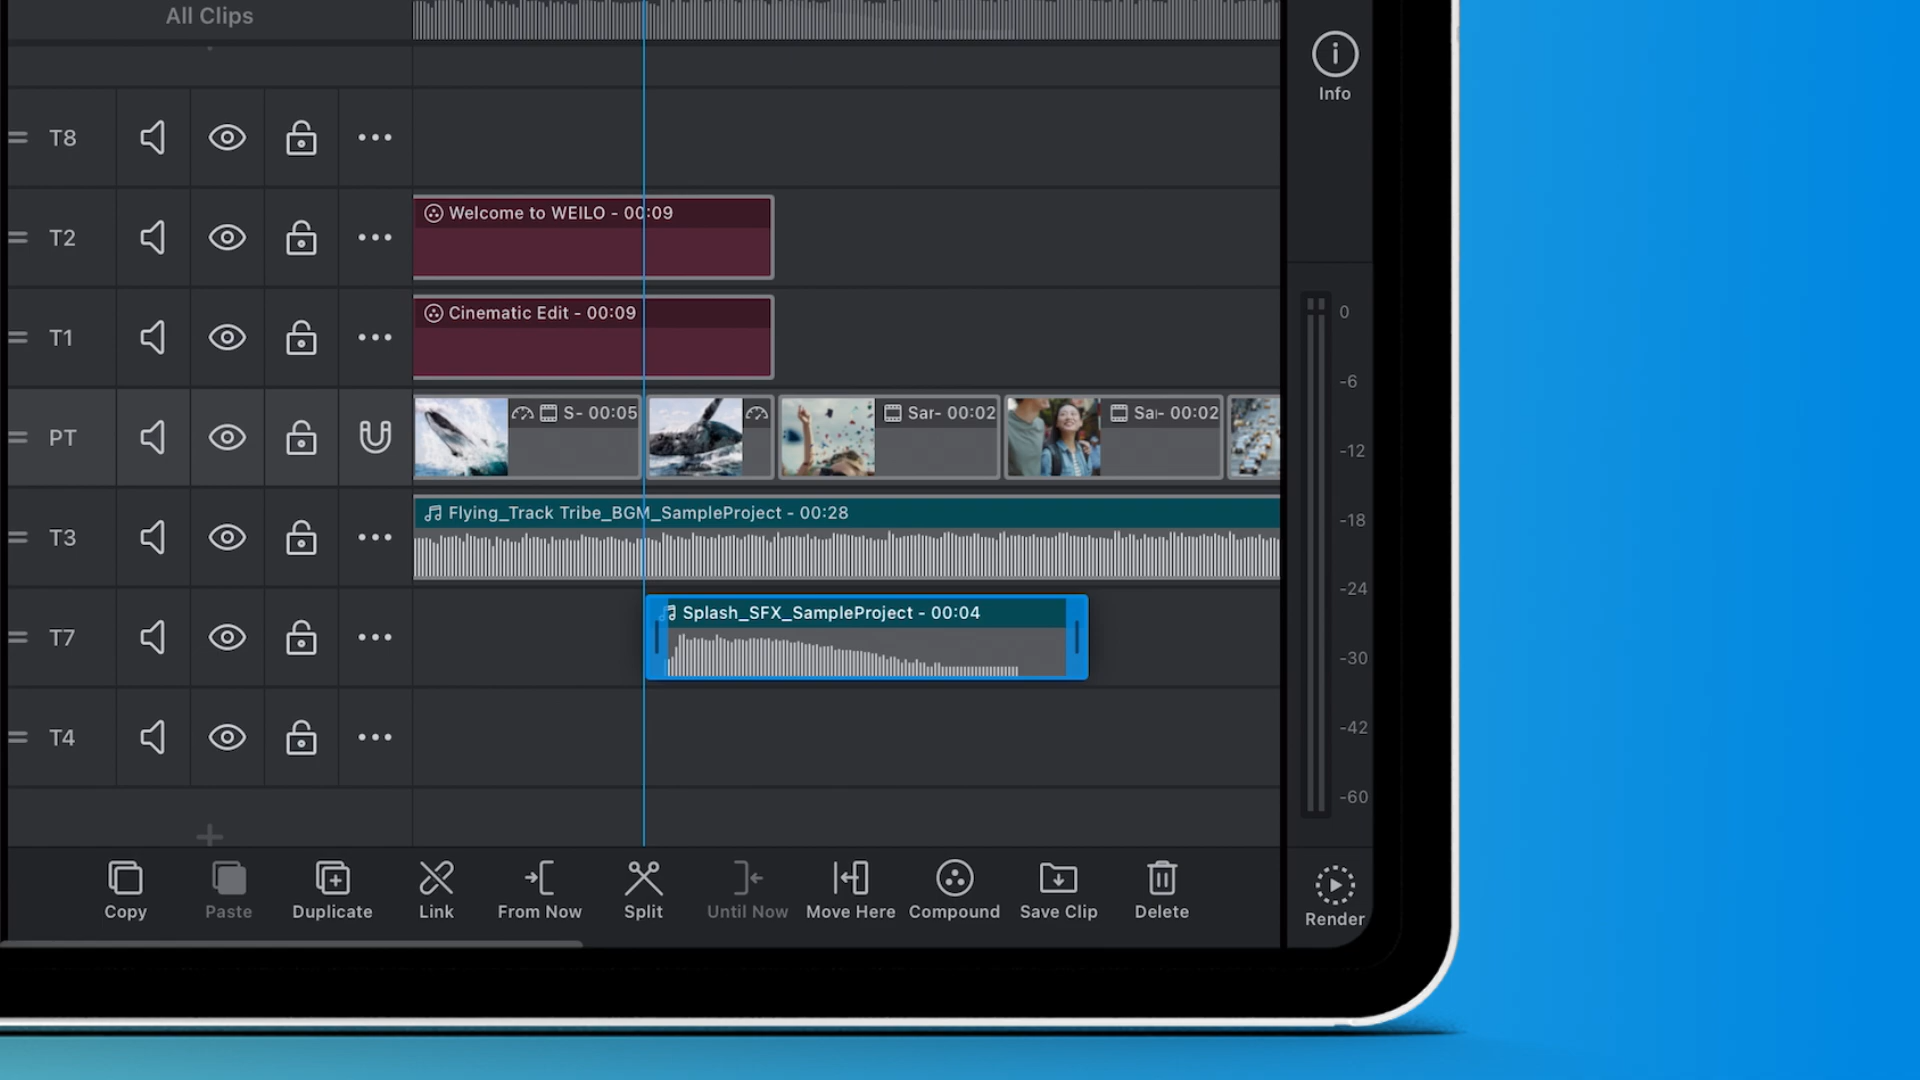 All Clips
Info
T8
T2
Welcome to WEILO - 00:09
T1
Cinematic Edit - 00:09
PT
S- 00:05
Sar- 00:02
Sai- 00:02
T3
Flying_Track Tribe_BGM_SampleProject - 00:28
T7
Splash_SFX_SampleProject - 00:04
T4
0
-6
-12
-18
-24
-30
-42
-60
Copy
Paste
Duplicate
Link
From Now
Split
Until Now
Move Here
Compound
Save Clip
Delete
Render